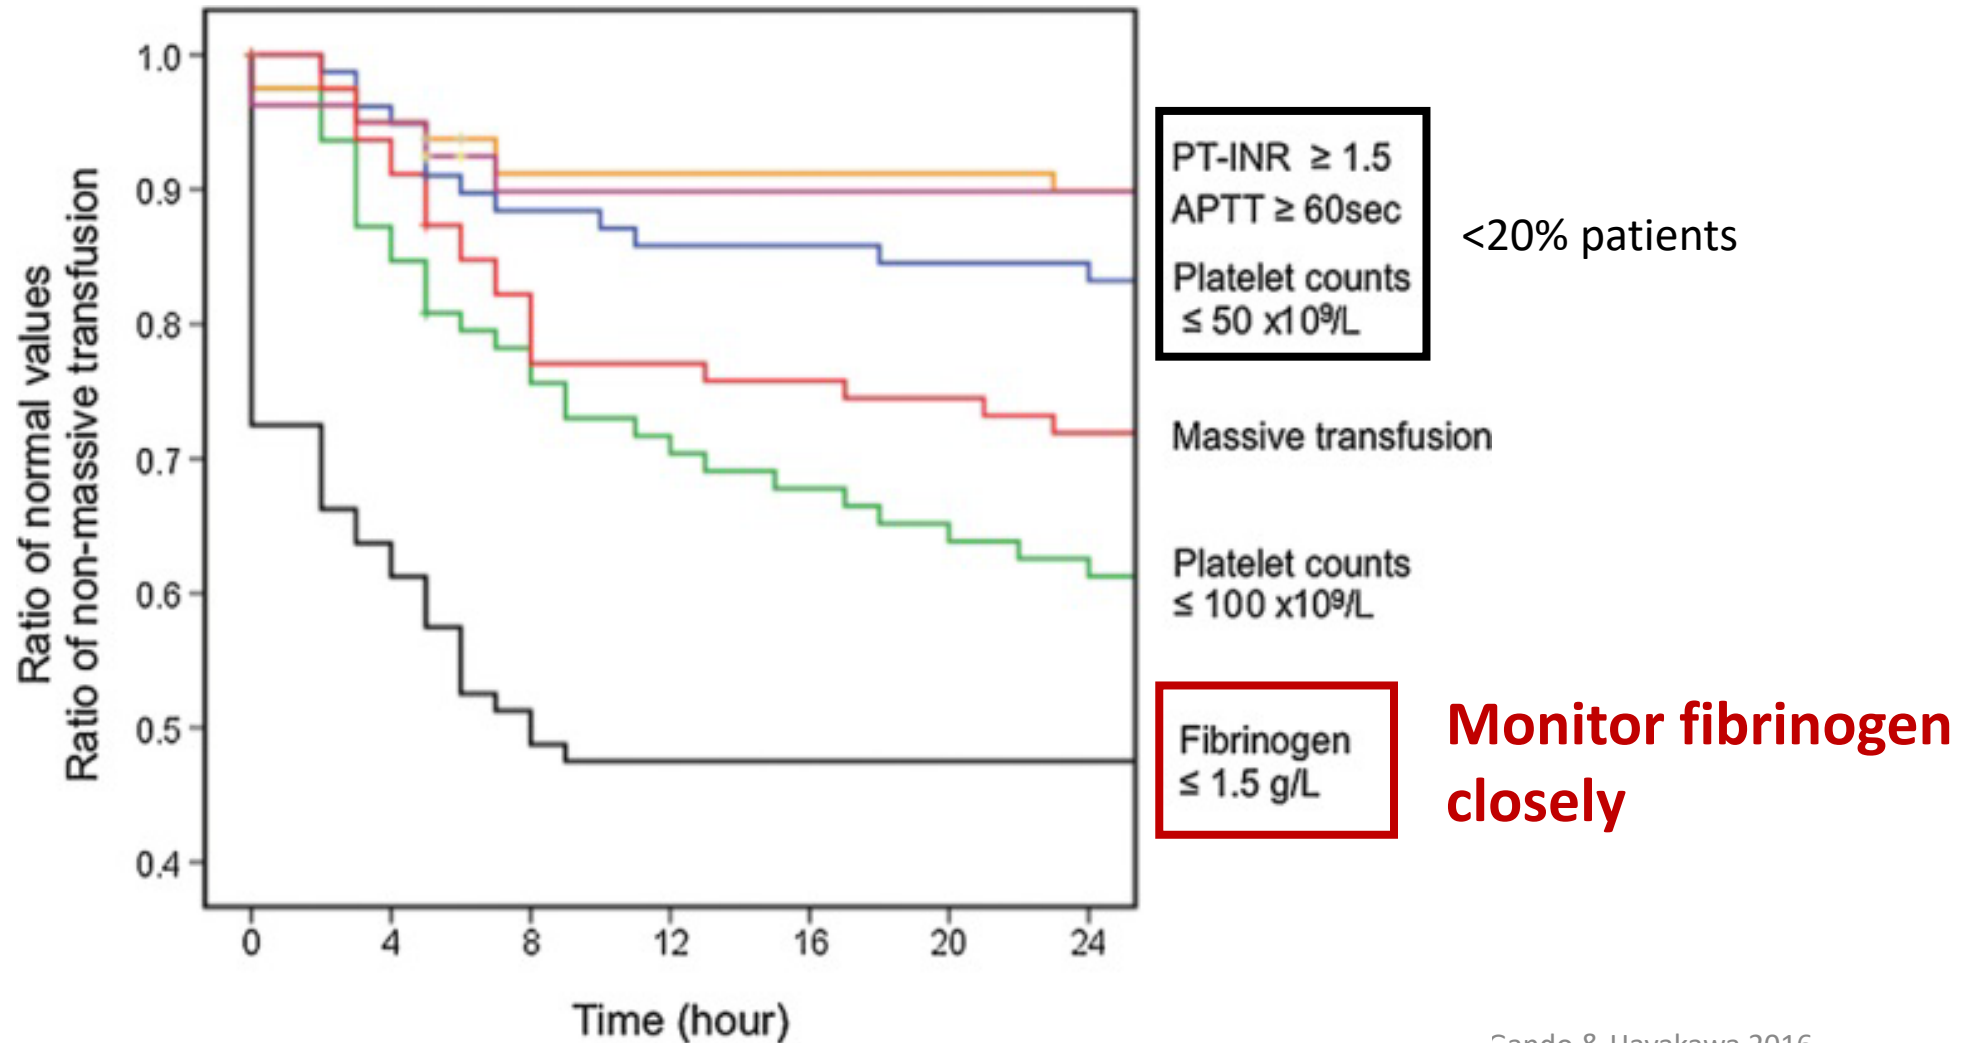 Ratio of normal values
Ratio of non-massive transfusion
1.0
0.9
0.8
0.7
0.6
0.5
0.4
0
4
8
12
16
20
24
Time (hour)
PT-INR ≥ 1.5
APTT ≥ 60sec
Platelet counts
≤ 50 x10⁹/L
<20% patients
Massive transfusion
Platelet counts
≤ 100 x10⁹/L
Fibrinogen
≤ 1.5 g/L
Monitor fibrinogen
closely
& Hayakawa 2016